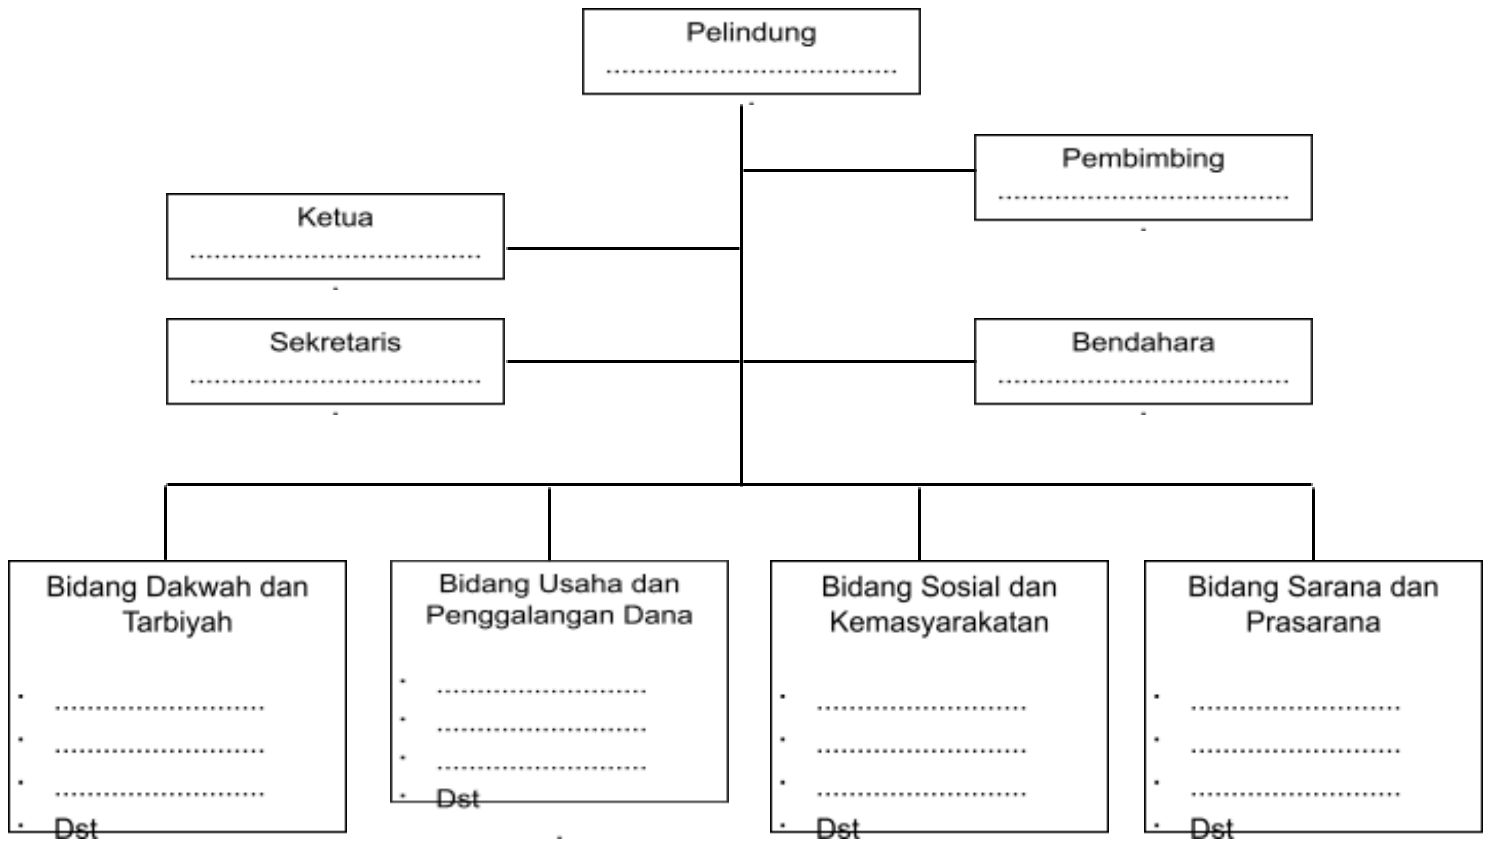 Pelindung
....................................
Pembimbing
....................................
Ketua
....................................
Sekretaris
....................................
Bendahara
....................................
Bidang Dakwah dan
Tarbiyah
· ..........................
· ..........................
· ..........................
· Dst
Bidang Usaha dan
Penggalangan Dana
· ..........................
· ..........................
· ..........................
· Dst
Bidang Sosial dan
Kemasyarakatan
· ..........................
· ..........................
· ..........................
· Dst
Bidang Sarana dan
Prasarana
· ..........................
· ..........................
· ..........................
· Dst